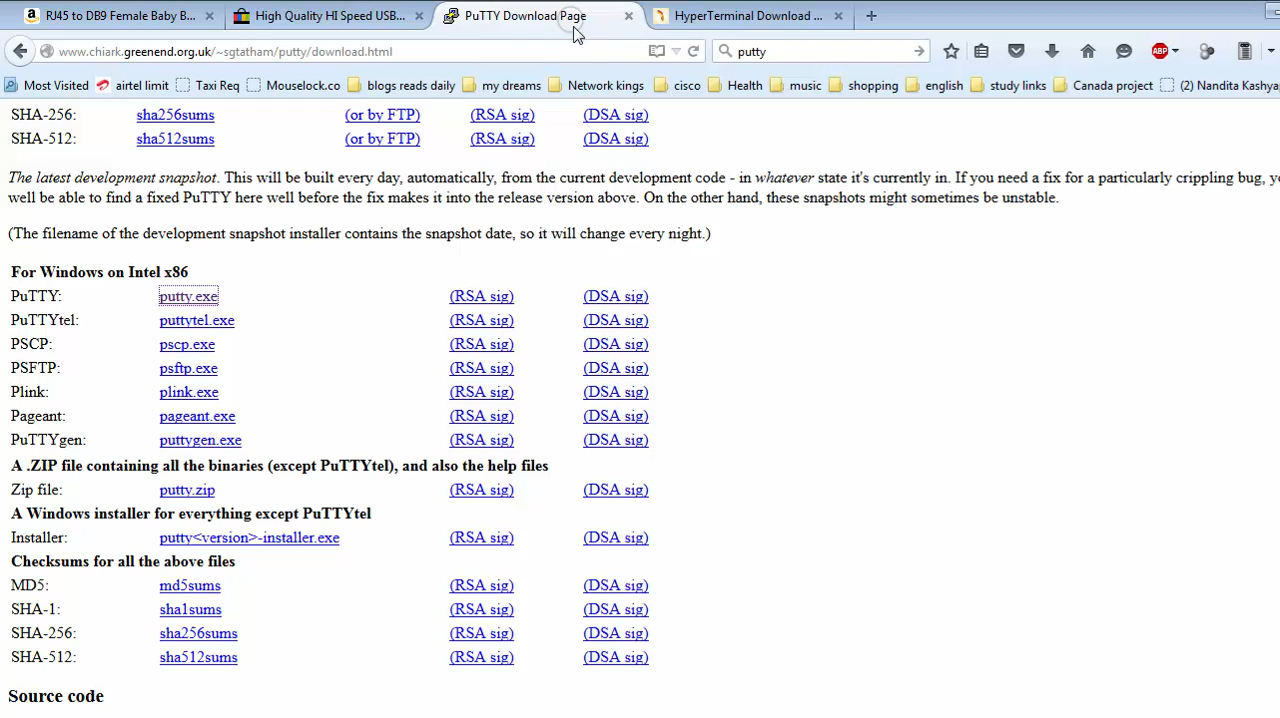 RJ45 to DB9 Female Baby B... × High Quality HI Speed USB... × PuTTY Download Page × HyperTerminal Download ... × +
www.chiark.greenend.org.uk/~sgtatham/putty/download.html putty ABP
Most Visited airtel limit Taxi Req Mouselock.co blogs reads daily my dreams Network kings cisco Health music shopping english study links Canada project (2) Nandita Kashya
SHA-256: sha256sums (or by FTP) (RSA sig) (DSA sig)
SHA-512: sha512sums (or by FTP) (RSA sig) (DSA sig)
The latest development snapshot. This will be built every day, automatically, from the current development code - in whatever state it's currently in. If you need a fix for a particularly crippling bug, yo
well be able to find a fixed PuTTY here well before the fix makes it into the release version above. On the other hand, these snapshots might sometimes be unstable.
(The filename of the development snapshot installer contains the snapshot date, so it will change every night.)
For Windows on Intel x86
PuTTY: putty.exe (RSA sig) (DSA sig)
PuTTYtel: puttytel.exe (RSA sig) (DSA sig)
PSCP: pscp.exe (RSA sig) (DSA sig)
PSFTP: psftp.exe (RSA sig) (DSA sig)
Plink: plink.exe (RSA sig) (DSA sig)
Pageant: pageant.exe (RSA sig) (DSA sig)
PuTTYgen: puttygen.exe (RSA sig) (DSA sig)
A .ZIP file containing all the binaries (except PuTTYtel), and also the help files
Zip file: putty.zip (RSA sig) (DSA sig)
A Windows installer for everything except PuTTYtel
Installer: putty<version>-installer.exe (RSA sig) (DSA sig)
Checksums for all the above files
MD5: md5sums (RSA sig) (DSA sig)
SHA-1: sha1sums (RSA sig) (DSA sig)
SHA-256: sha256sums (RSA sig) (DSA sig)
SHA-512: sha512sums (RSA sig) (DSA sig)
Source code